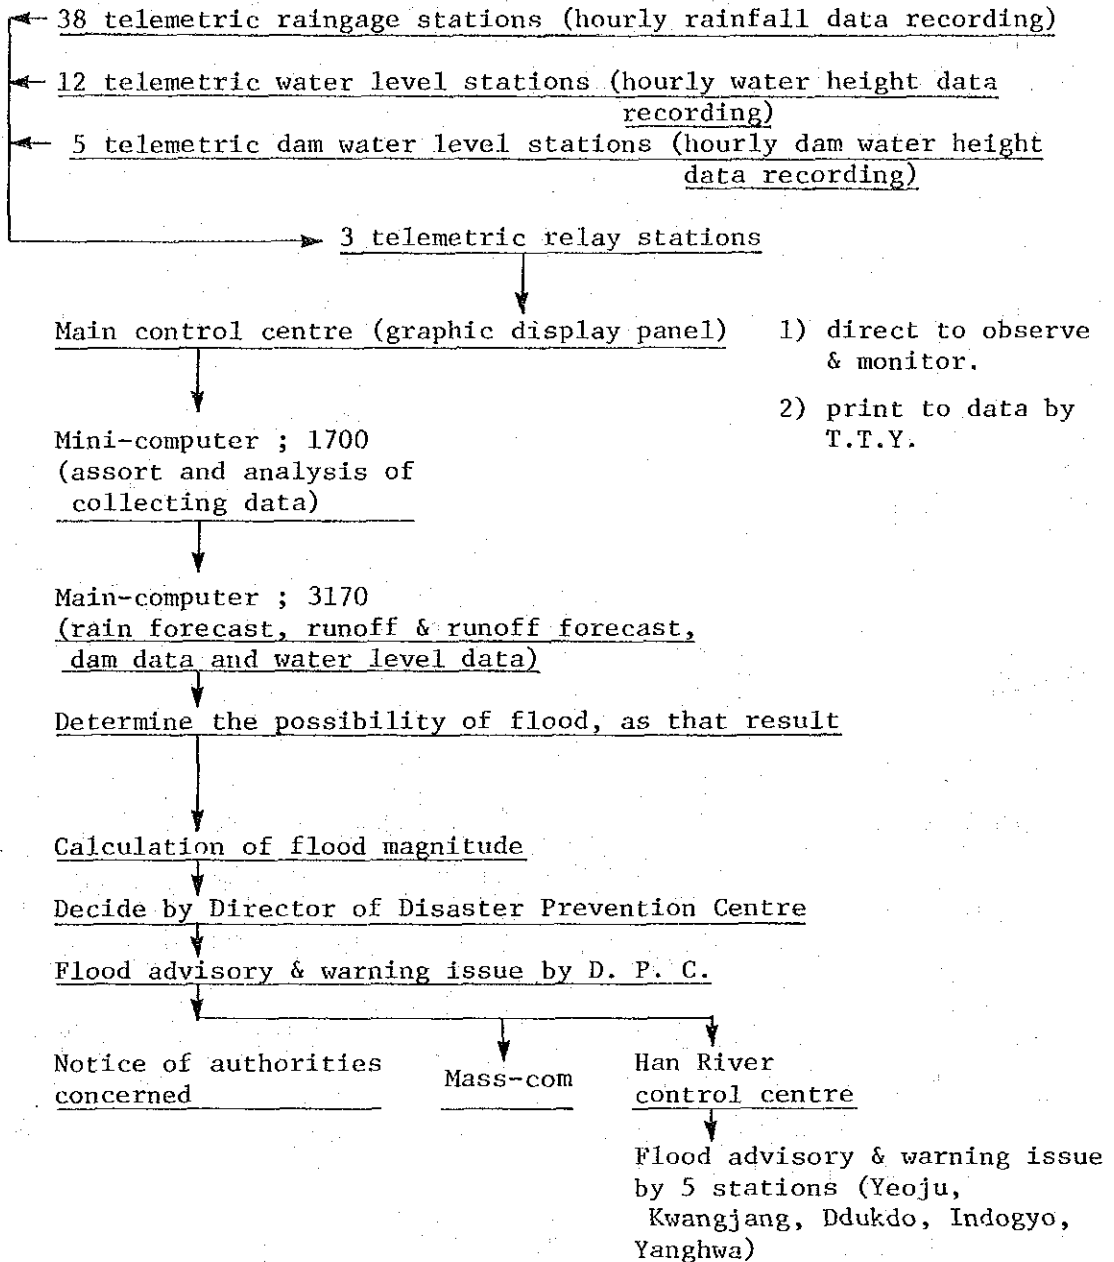 38 telemetric raingage stations (hourly rainfall data recording)
12 telemetric water level stations (hourly water height data
recording)
5 telemetric dam water level stations (hourly dam water height
data recording)
3 telemetric relay stations
Main control centre (graphic display panel)
1) direct to observe
& monitor.
2) print to data by
T.T.Y.
Mini-computer ; 1700
(assort and analysis of
collecting data)
Main-computer ; 3170
(rain forecast, runoff & runoff forecast,
dam data and water level data)
Determine the possibility of flood, as that result
Calculation of flood magnitude
Decide by Director of Disaster Prevention Centre
Flood advisory & warning issue by D. P. C.
Notice of authorities
concerned
Mass-com
Han River
control centre
Flood advisory & warning issue
by 5 stations (Yeoju,
Kwangjang, Ddukdo, Indogyo,
Yanghwa)